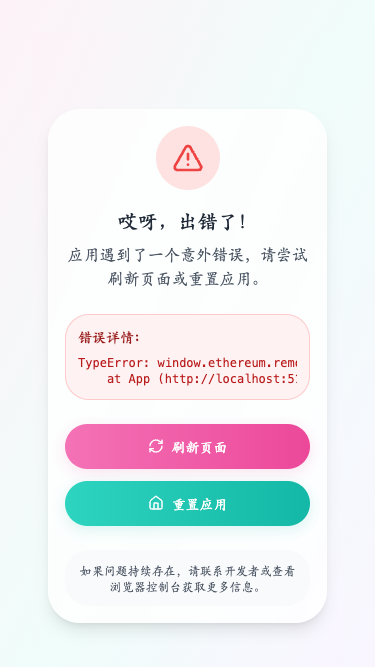 哎呀，出错了！
应用遇到了一个意外错误，请尝试
刷新页面或重置应用。
错误详情：
TypeError: window.ethereum.rem
at App (http://localhost:5
刷新页面
重置应用
如果问题持续存在，请联系开发者或查看
浏览器控制台获取更多信息。